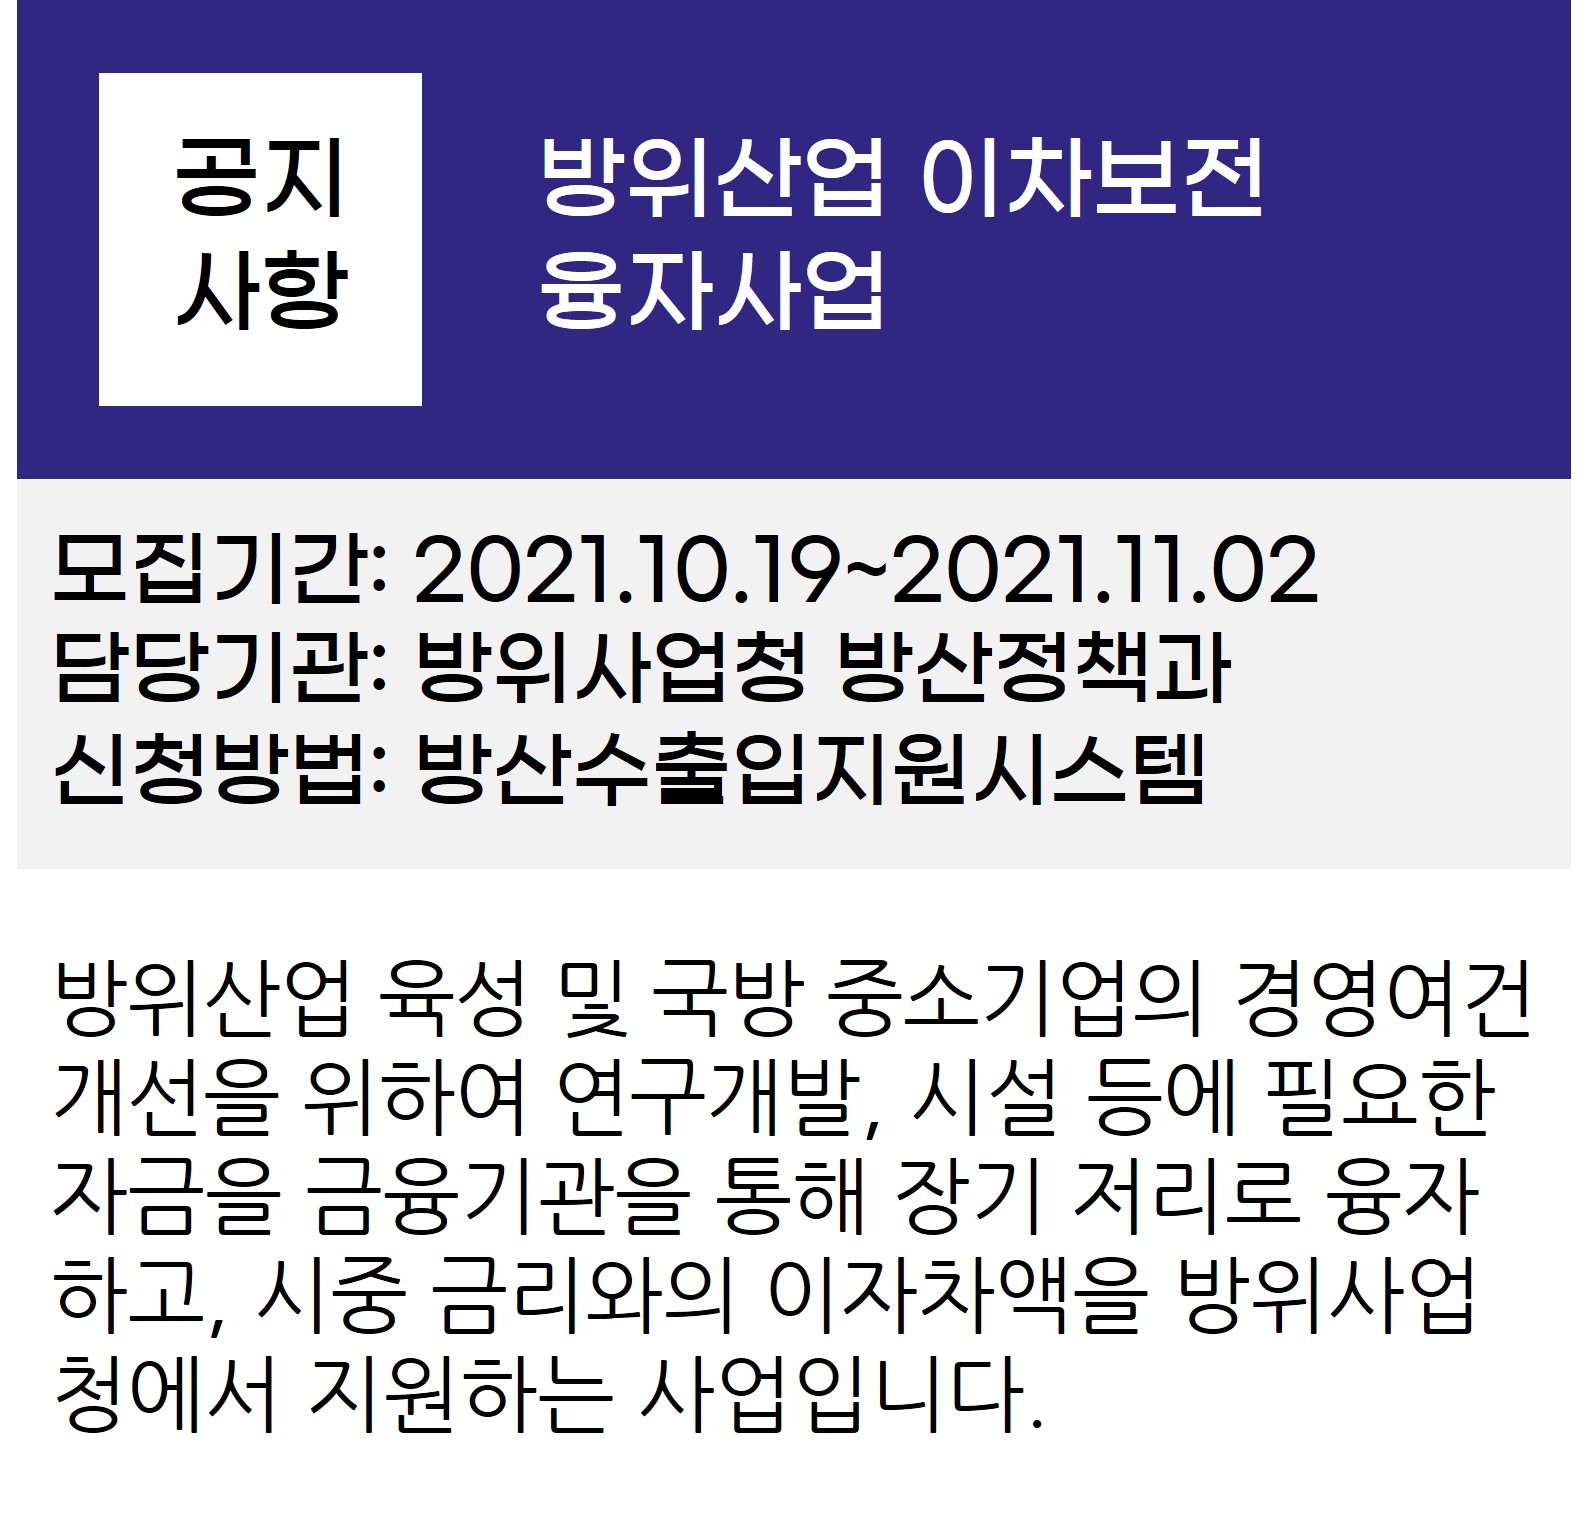 공지
사항
방위산업 이차보전
융자사업
모집기간: 2021.10.19~2021.11.02
담당기관: 방위사업청 방산정책과
신청방법: 방산수출입지원시스템
방위산업 육성 및 국방 중소기업의 경영여건
개선을 위하여 연구개발, 시설 등에 필요한
자금을 금융기관을 통해 장기 저리로 융자
하고, 시중 금리와의 이자차액을 방위사업
청에서 지원하는 사업입니다.